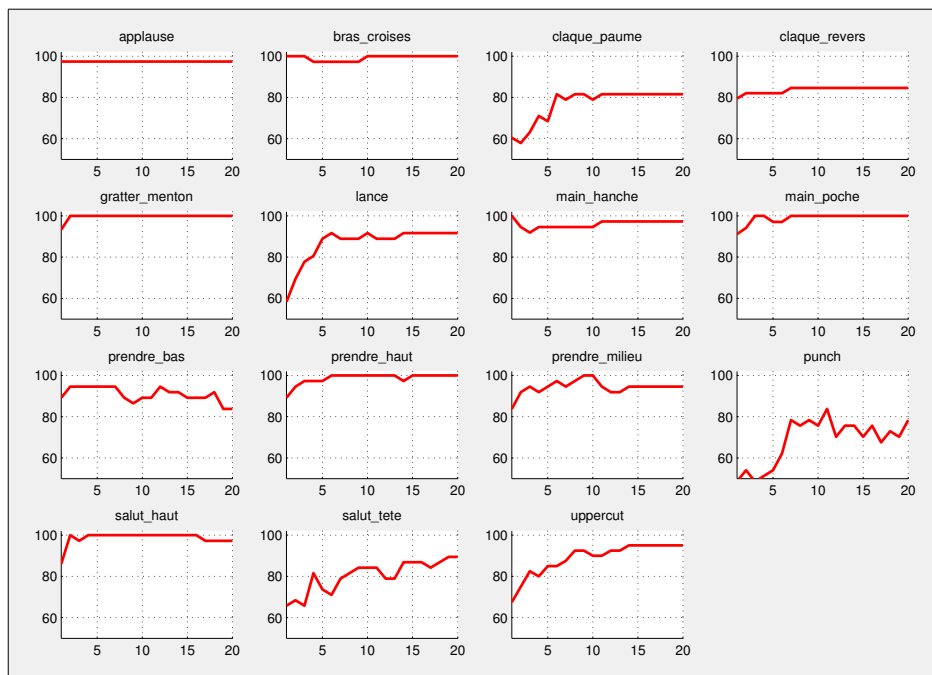 applause bras_croises claque_paume claque_revers
100 100 100 100
80 80 80 80
60 60 60 60
5 10 15 20 5 10 15 20 5 10 15 20 5 10 15 20
gratter_menton lance main_hanche main_poche
100 100 100 100
80 80 80 80
60 60 60 60
5 10 15 20 5 10 15 20 5 10 15 20 5 10 15 20
prendre_bas prendre_haut prendre_milieu punch
100 100 100 100
80 80 80 80
60 60 60 60
5 10 15 20 5 10 15 20 5 10 15 20 5 10 15 20
salut_haut salut_tete uppercut
100 100 100
80 80 80
60 60 60
5 10 15 20 5 10 15 20 5 10 15 20